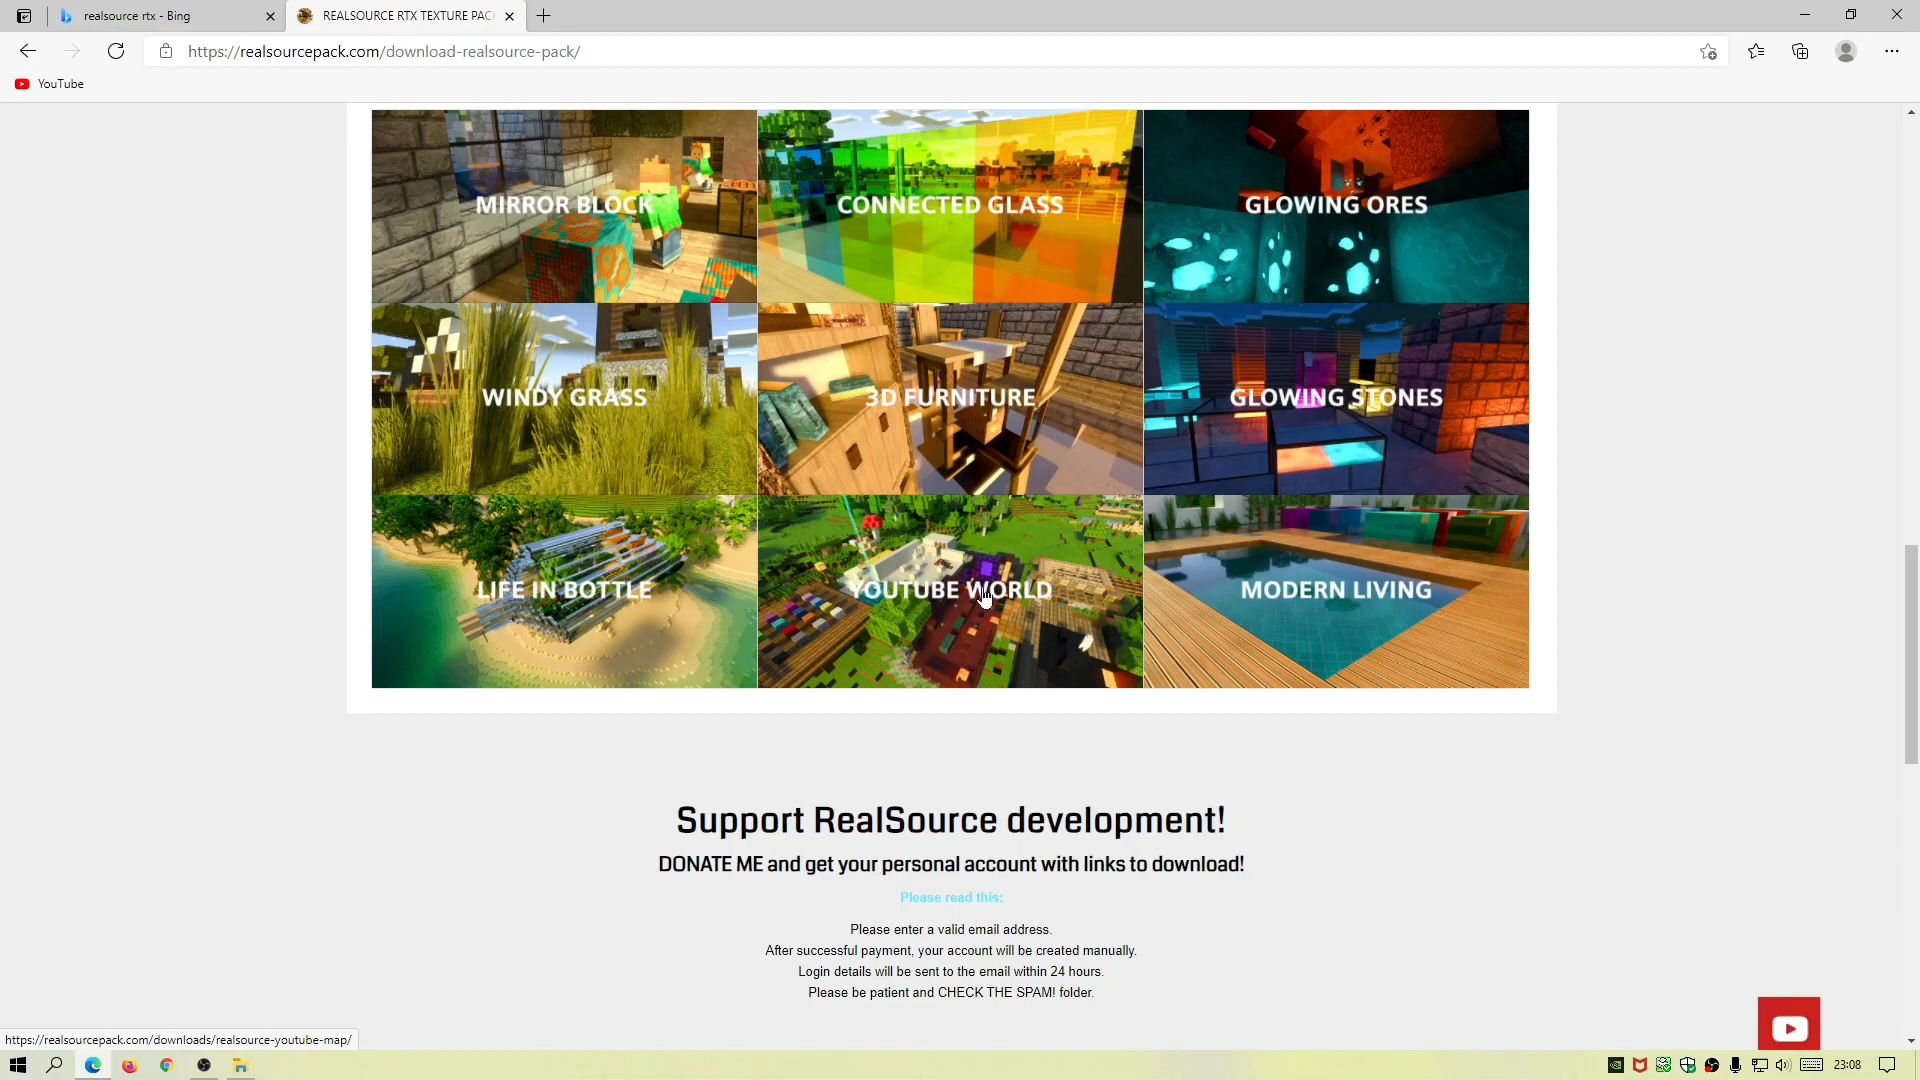 realsource rtx - Bing
REALSOURCE RTX TEXTURE PAC
https://realsourcepack.com/download-realsource-pack/
YouTube
MIRROR BLOCK
CONNECTED GLASS
GLOWING ORES
WINDY GRASS
3D FURNITURE
GLOWING STONES
LIFE IN BOTTLE
YOUTUBE WORLD
MODERN LIVING
Support RealSource development!
DONATE ME and get your personal account with links to download!
Please read this:
Please enter a valid email address.
After successful payment, your account will be created manually.
Login details will be sent to the email within 24 hours.
Please be patient and CHECK THE SPAM! folder.
https://realsourcepack.com/downloads/realsource-youtube-map/
23:08